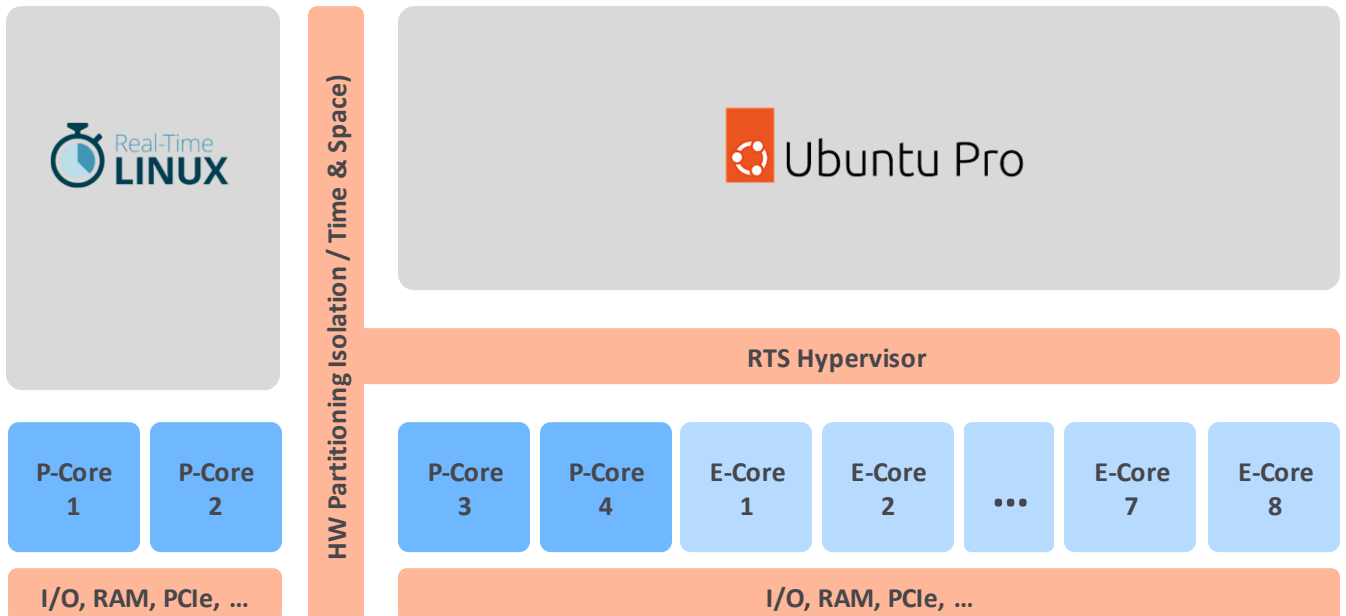 Real-Time
LINUX
HW Partitioning Isolation / Time & Space)
Ubuntu Pro
RTS Hypervisor
P-Core
1
P-Core
2
P-Core
3
P-Core
4
E-Core
1
E-Core
2
...
E-Core
7
E-Core
8
I/O, RAM, PCIe, ...
I/O, RAM, PCIe, ...